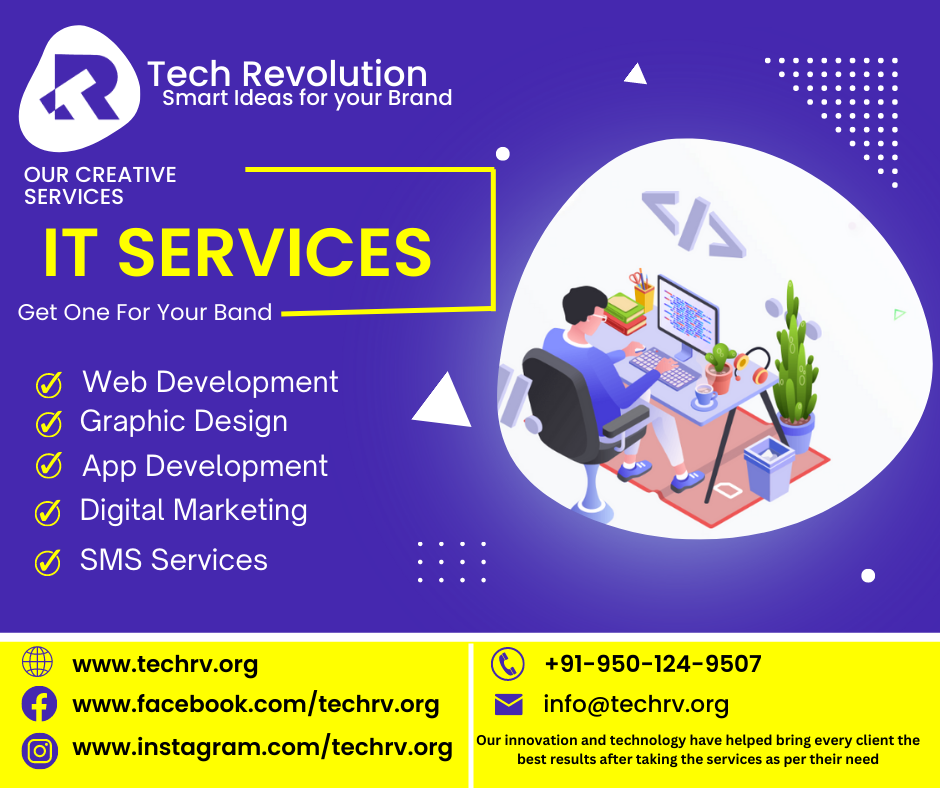 Tech Revolution
Smart Ideas for your Brand
OUR CREATIVE
SERVICES
IT SERVICES
Get One For Your Band
Web Development
Graphic Design
App Development
Digital Marketing
SMS Services
www.techrv.org
www.facebook.com/techrv.org
www.instagram.com/techrv.org
+91-950-124-9507
info@techrv.org
Our innovation and technology have helped bring every client the
best results after taking the services as per their need